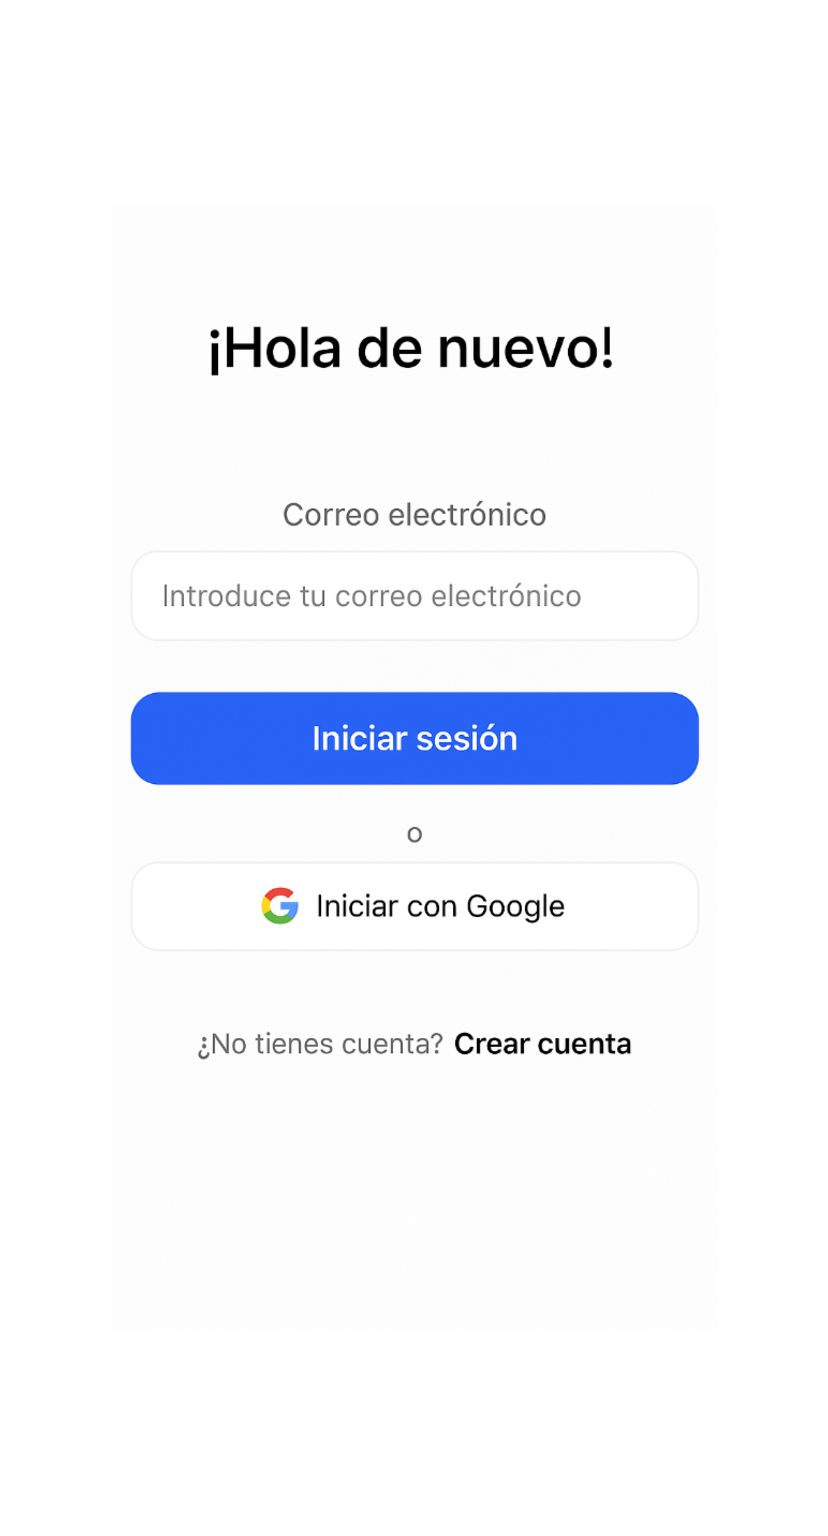 ¡Hola de nuevo!
Correo electrónico
Introduce tu correo electrónico
Iniciar sesión
o
Iniciar con Google
¿No tienes cuenta? Crear cuenta